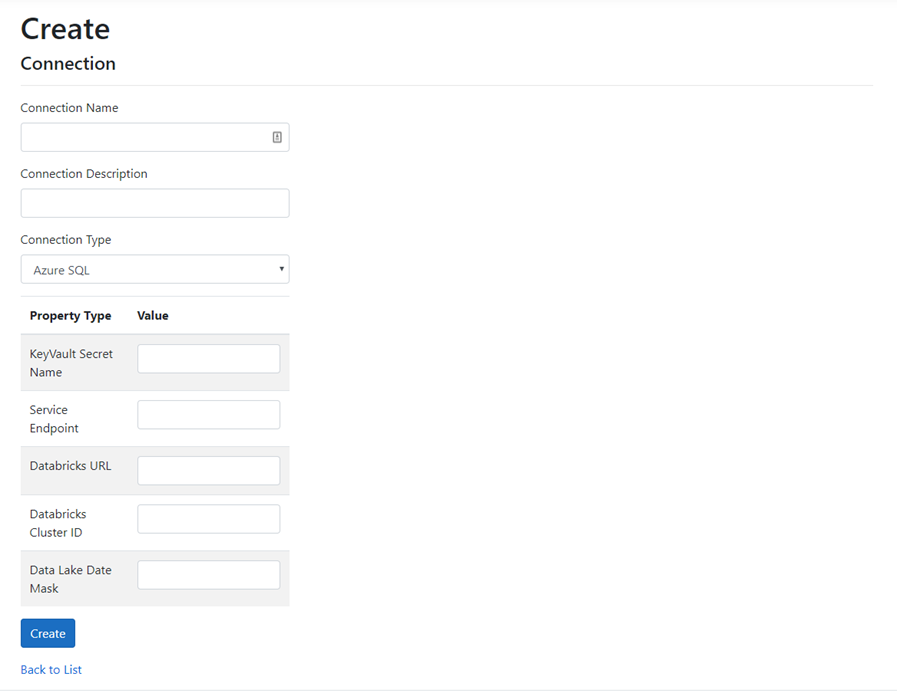 Create
Connection
Connection Name
Connection Description
Connection Type
Azure SQL
Property Type Value
KeyVault Secret
Name
Service
Endpoint
Databricks URL
Databricks
Cluster ID
Data Lake Date
Mask
Create
Back to List